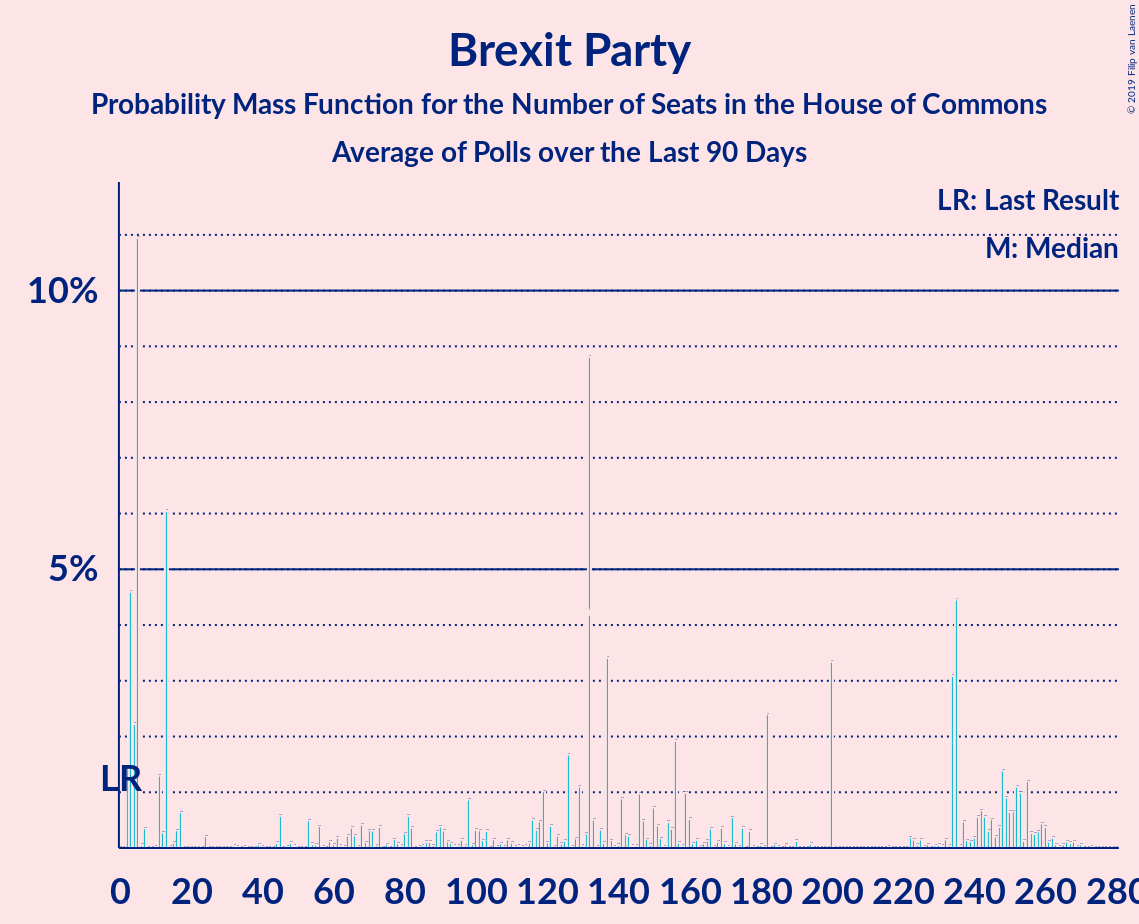 Brexit Party
Probability Mass Function for the Number of Seats in the House of Commons
Average of Polls over the Last 90 Days
© 2019 Filip van Laenen
LR: Last Result
M: Median
10%
5%
LR
0 20 40 60 80 100 120 140 160 180 200 220 240 260 280